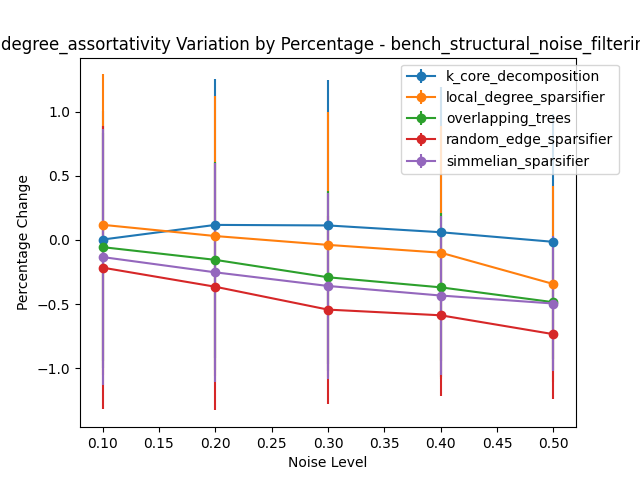 degree_assortativity Variation by Percentage - bench_structural_noise_filterin
k_core_decomposition
local_degree_sparsifier
overlapping_trees
random_edge_sparsifier
simmelian_sparsifier
Percentage Change
1.0
0.5
0.0
−0.5
−1.0
0.10 0.15 0.20 0.25 0.30 0.35 0.40 0.45 0.50
Noise Level